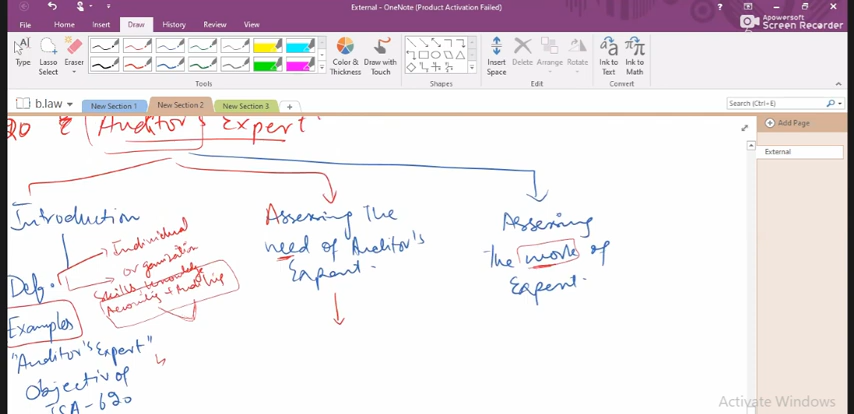 External - OneNote (Product Activation Failed)
Apowersoft
Screen Recorder
File
Home
Insert
Draw
History
Review
View
Type
Lasso
Select
Eraser
Color &
Thickness
Draw with
Touch
Insert
Space
Delete
Arrange
Rotate
Ink to
Text
Ink to
Math
Tools
Shapes
Edit
Convert
b.law
New Section 1
New Section 2
New Section 3
Search (Ctrl+E)
Add Page
External
Auditor's Expert
Introduction
Individual
or organization
skills knowledge
Defn.
Examples
"Auditor's Expert"
Objective of
ISA-620
Assessing The
need of Auditor's
Expert.
Assessing
The work of
Expert.
Activate Windows